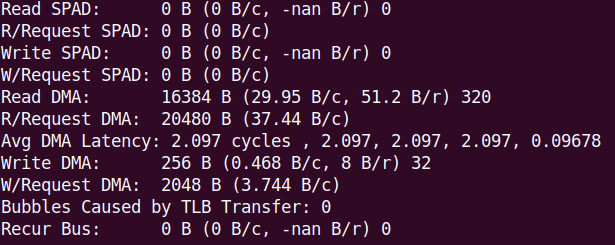 Read SPAD:       0 B (0 B/c, -nan B/r) 0
R/Request SPAD: 0 B (0 B/c)
Write SPAD:      0 B (0 B/c, -nan B/r) 0
W/Request SPAD: 0 B (0 B/c)
Read DMA:        16384 B (29.95 B/c, 51.2 B/r) 320
R/Request DMA:  20480 B (37.44 B/c)
Avg DMA Latency: 2.097 cycles , 2.097, 2.097, 2.097, 0.09678
Write DMA:       256 B (0.468 B/c, 8 B/r) 32
W/Request DMA:  2048 B (3.744 B/c)
Bubbles Caused by TLB Transfer: 0
Recur Bus:       0 B (0 B/c, -nan B/r) 0